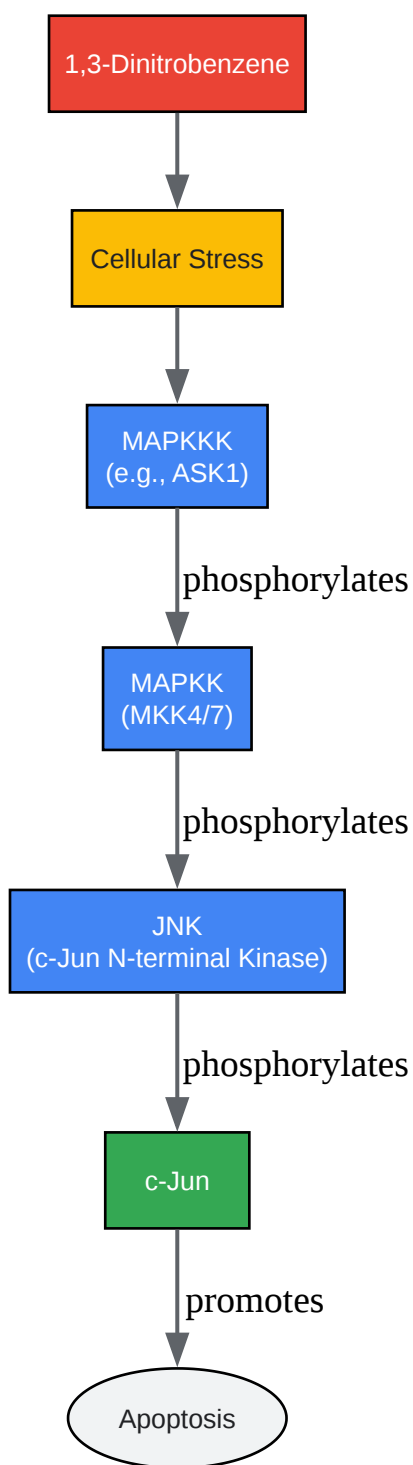 1,3-Dinitrobenzene
Cellular Stress
MAPKKK
(e.g., ASK1)
phosphorylates
MAPKK
(MKK4/7)
phosphorylates
JNK
(c-Jun N-terminal Kinase)
phosphorylates
c-Jun
promotes
Apoptosis